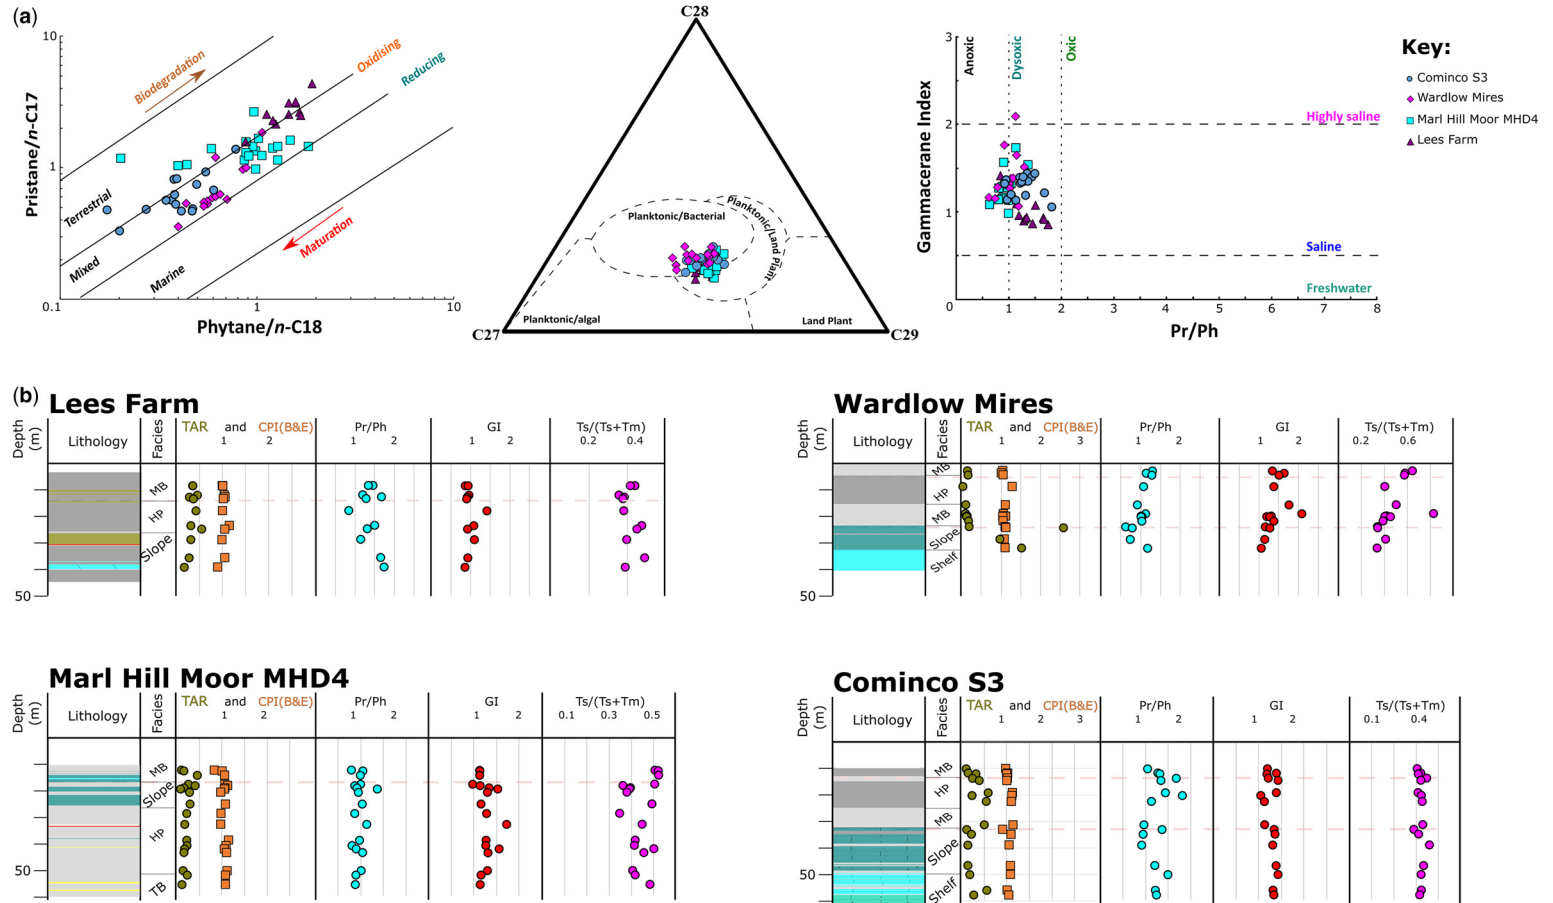 (a)
10
1
0.1
1
10
Pristane/n-C17
Phytane/n-C18
Biodegradation
Oxidising
Reducing
Terrestrial
Mixed
Marine
Maturation
C28
Planktonic/Bacterial
Planktonic/Land Plant
Planktonic/algal
Land Plant
C27
C29
3
2
1
0
1
2
3
4
5
6
7
8
Gammacerane Index
Pr/Ph
Anoxic
Dysoxic
Oxic
Highly saline
Saline
Freshwater
Key:
Cominco S3
Wardlow Mires
Marl Hill Moor MHD4
Lees Farm
(b)
Lees Farm
Depth (m)
Lithology
Facies
TAR and CPI(B&E)
1 2
Pr/Ph
1 2
GI
1 2
Ts/(Ts+Tm)
0.2 0.4
MB
HP
Slope
50
Wardlow Mires
Depth (m)
Lithology
Facies
TAR and CPI(B&E)
1 2 3
Pr/Ph
1 2
GI
1 2
Ts/(Ts+Tm)
0.2 0.6
MB
HP
MB
Slope
Shelf
50
Marl Hill Moor MHD4
Depth (m)
Lithology
Facies
TAR and CPI(B&E)
1 2
Pr/Ph
1 2
GI
1 2
Ts/(Ts+Tm)
0.1 0.3 0.5
MB
Slope
HP
TB
50
Cominco S3
Depth (m)
Lithology
Facies
TAR and CPI(B&E)
1 2 3
Pr/Ph
1 2
GI
1 2
Ts/(Ts+Tm)
0.1 0.4
MB
HP
MB
Slope
Shelf
50